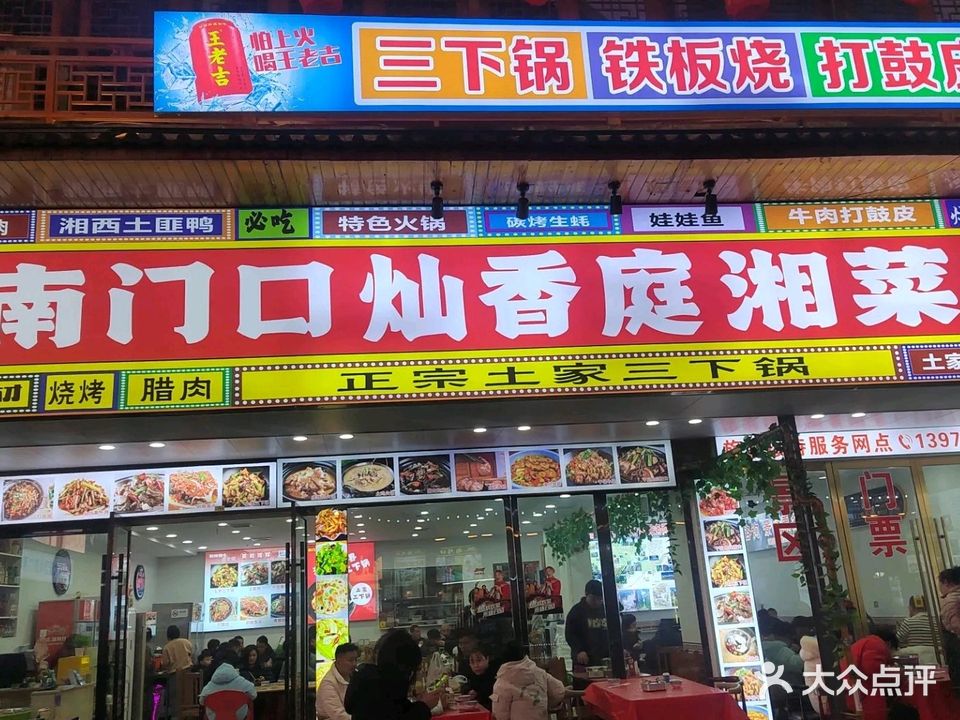 王老吉
怕上火
喝王老吉
三下锅 铁板烧 打鼓皮
湘西土匪鸭 必吃 特色火锅 碳烤生蚝 娃娃鱼 牛肉打鼓皮
南门口灿香庭湘菜
烧烤 腊肉 正宗土家三下锅 土家
服务网点 1397
门票
大众点评